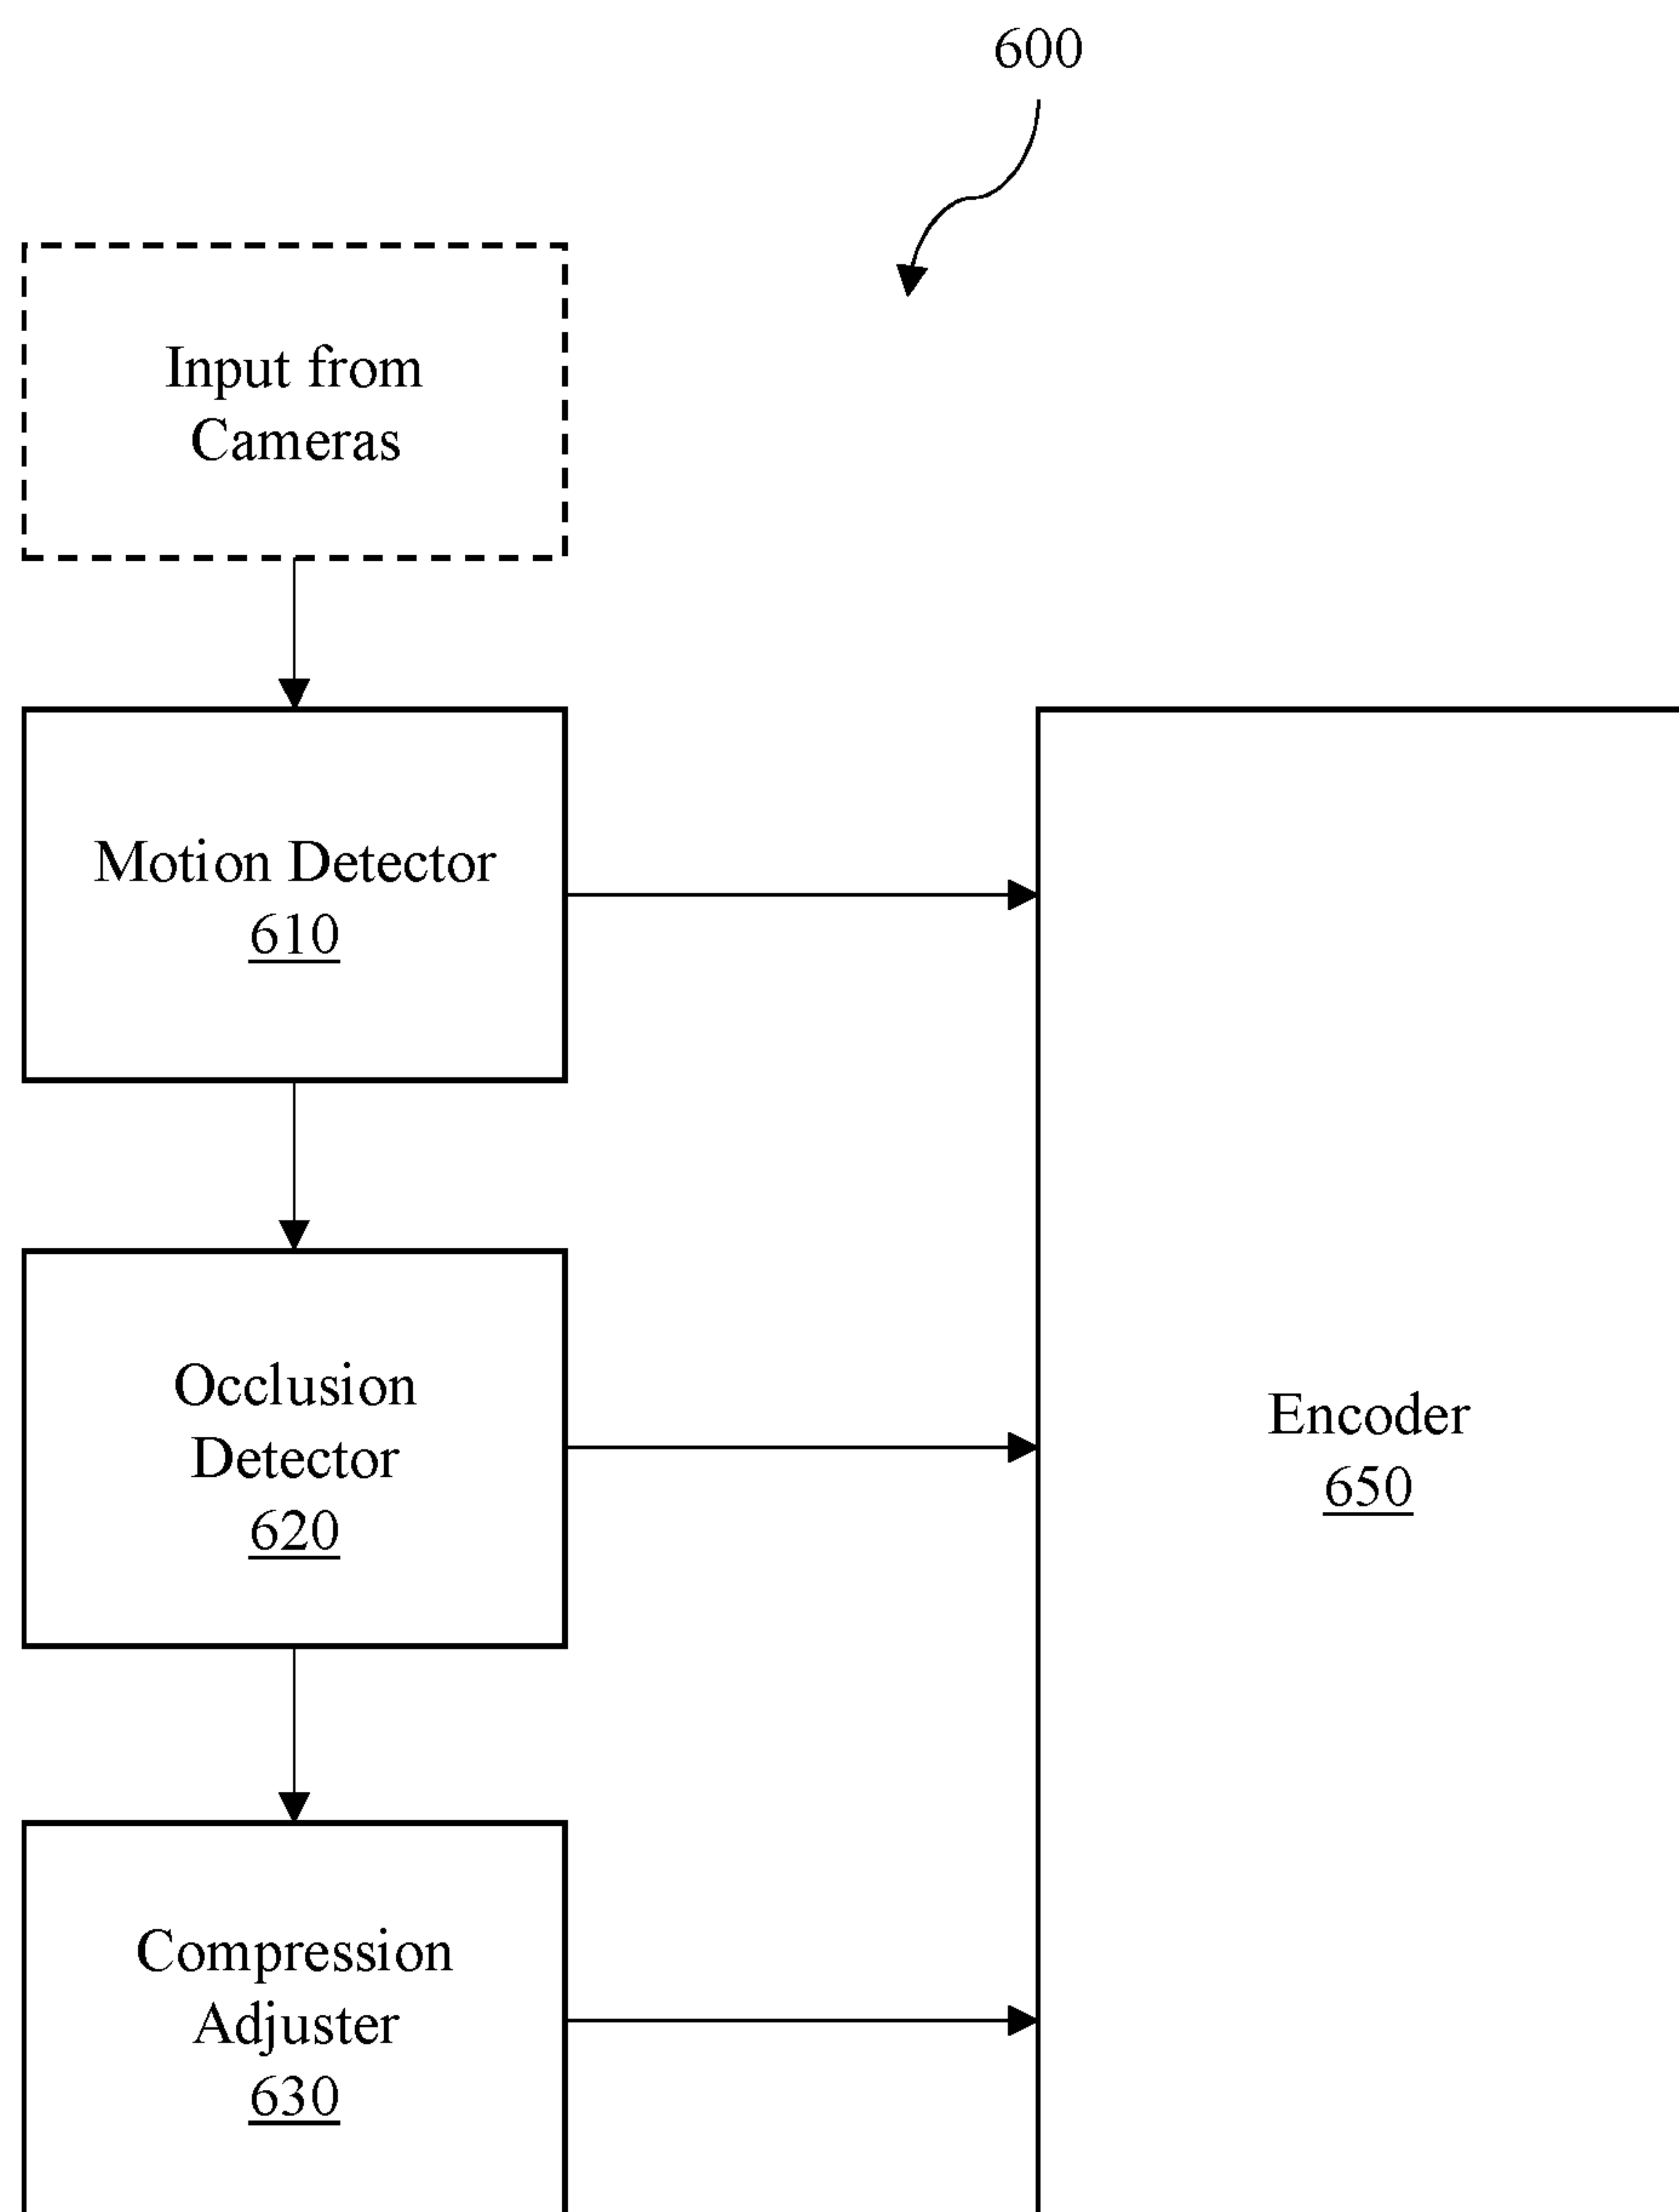 600
Input from
Cameras
Motion Detector
610
Occlusion
Detector
620
Encoder
650
Compression
Adjuster
630